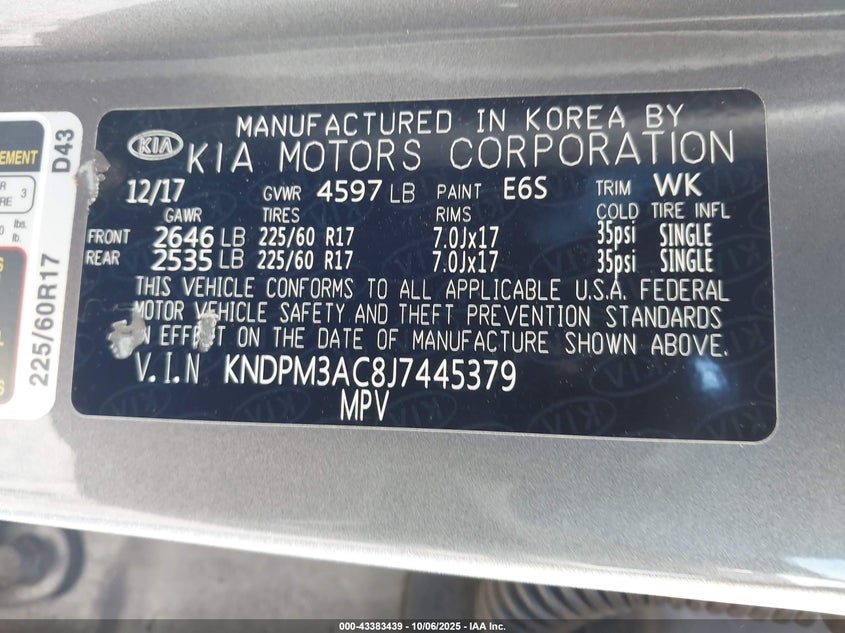 MANUFACTURED IN KOREA BY
KIA KIA MOTORS CORPORATION
12/17 GVWR 4597 LB PAINT E6S TRIM WK
GAWR TIRES RIMS COLD TIRE INFL
FRONT 2646 LB 225/60 R17 7.0Jx17 35psi SINGLE
REAR 2535 LB 225/60 R17 7.0Jx17 35psi SINGLE
THIS VEHICLE CONFORMS TO ALL APPLICABLE U.S.A. FEDERAL
MOTOR VEHICLE SAFETY AND THEFT PREVENTION STANDARDS
IN EFFECT ON THE DATE OF MANUFACTURE SHOWN ABOVE.
V.I.N KNDPM3AC8J7445379
MPV
D43
225/60R17
3
lbs.
lb.
000-43383439 | 10/06/2025 | IAA Inc.